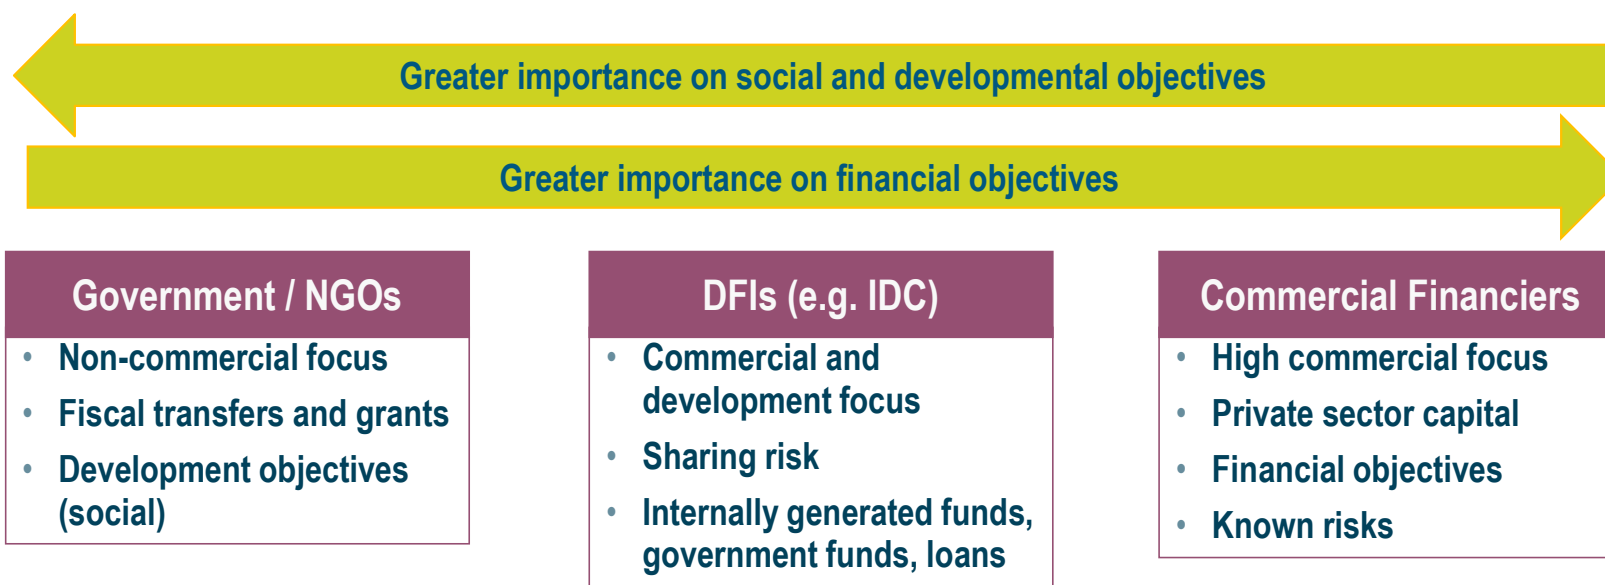 Greater importance on social and developmental objectives
Greater importance on financial objectives
Government / NGOs
• Non-commercial focus
• Fiscal transfers and grants
• Development objectives
(social)
DFIs (e.g. IDC)
• Commercial and
development focus
• Sharing risk
• Internally generated funds,
government funds, loans
Commercial Financiers
• High commercial focus
• Private sector capital
• Financial objectives
• Known risks